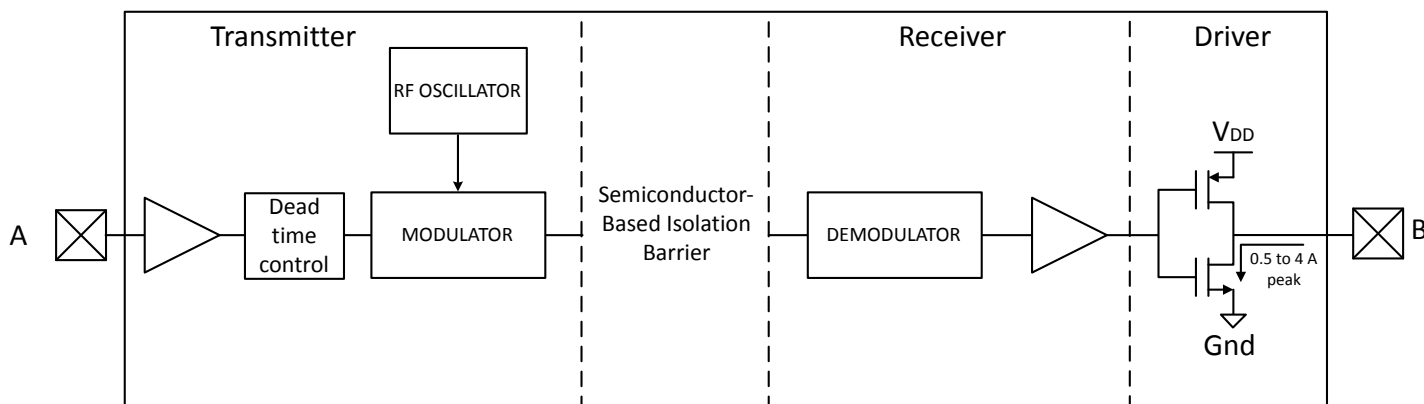 Transmitter
Receiver
Driver
RF OSCILLATOR
VDD
A
Dead
time
control
MODULATOR
Semiconductor-
Based Isolation
Barrier
DEMODULATOR
B
0.5 to 4 A
peak
Gnd